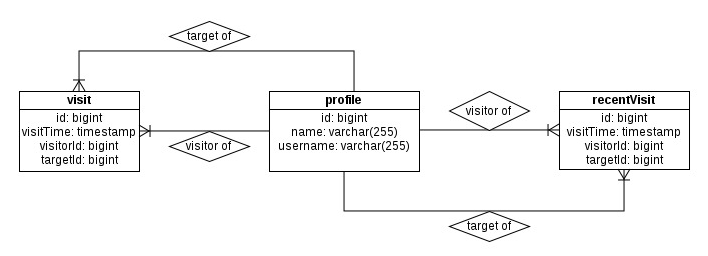 target of
visit
id: bigint
visitTime: timestamp
visitorId: bigint
targetId: bigint
visitor of
profile
id: bigint
name: varchar(255)
username: varchar(255)
visitor of
recentVisit
id: bigint
visitTime: timestamp
visitorId: bigint
targetId: bigint
target of